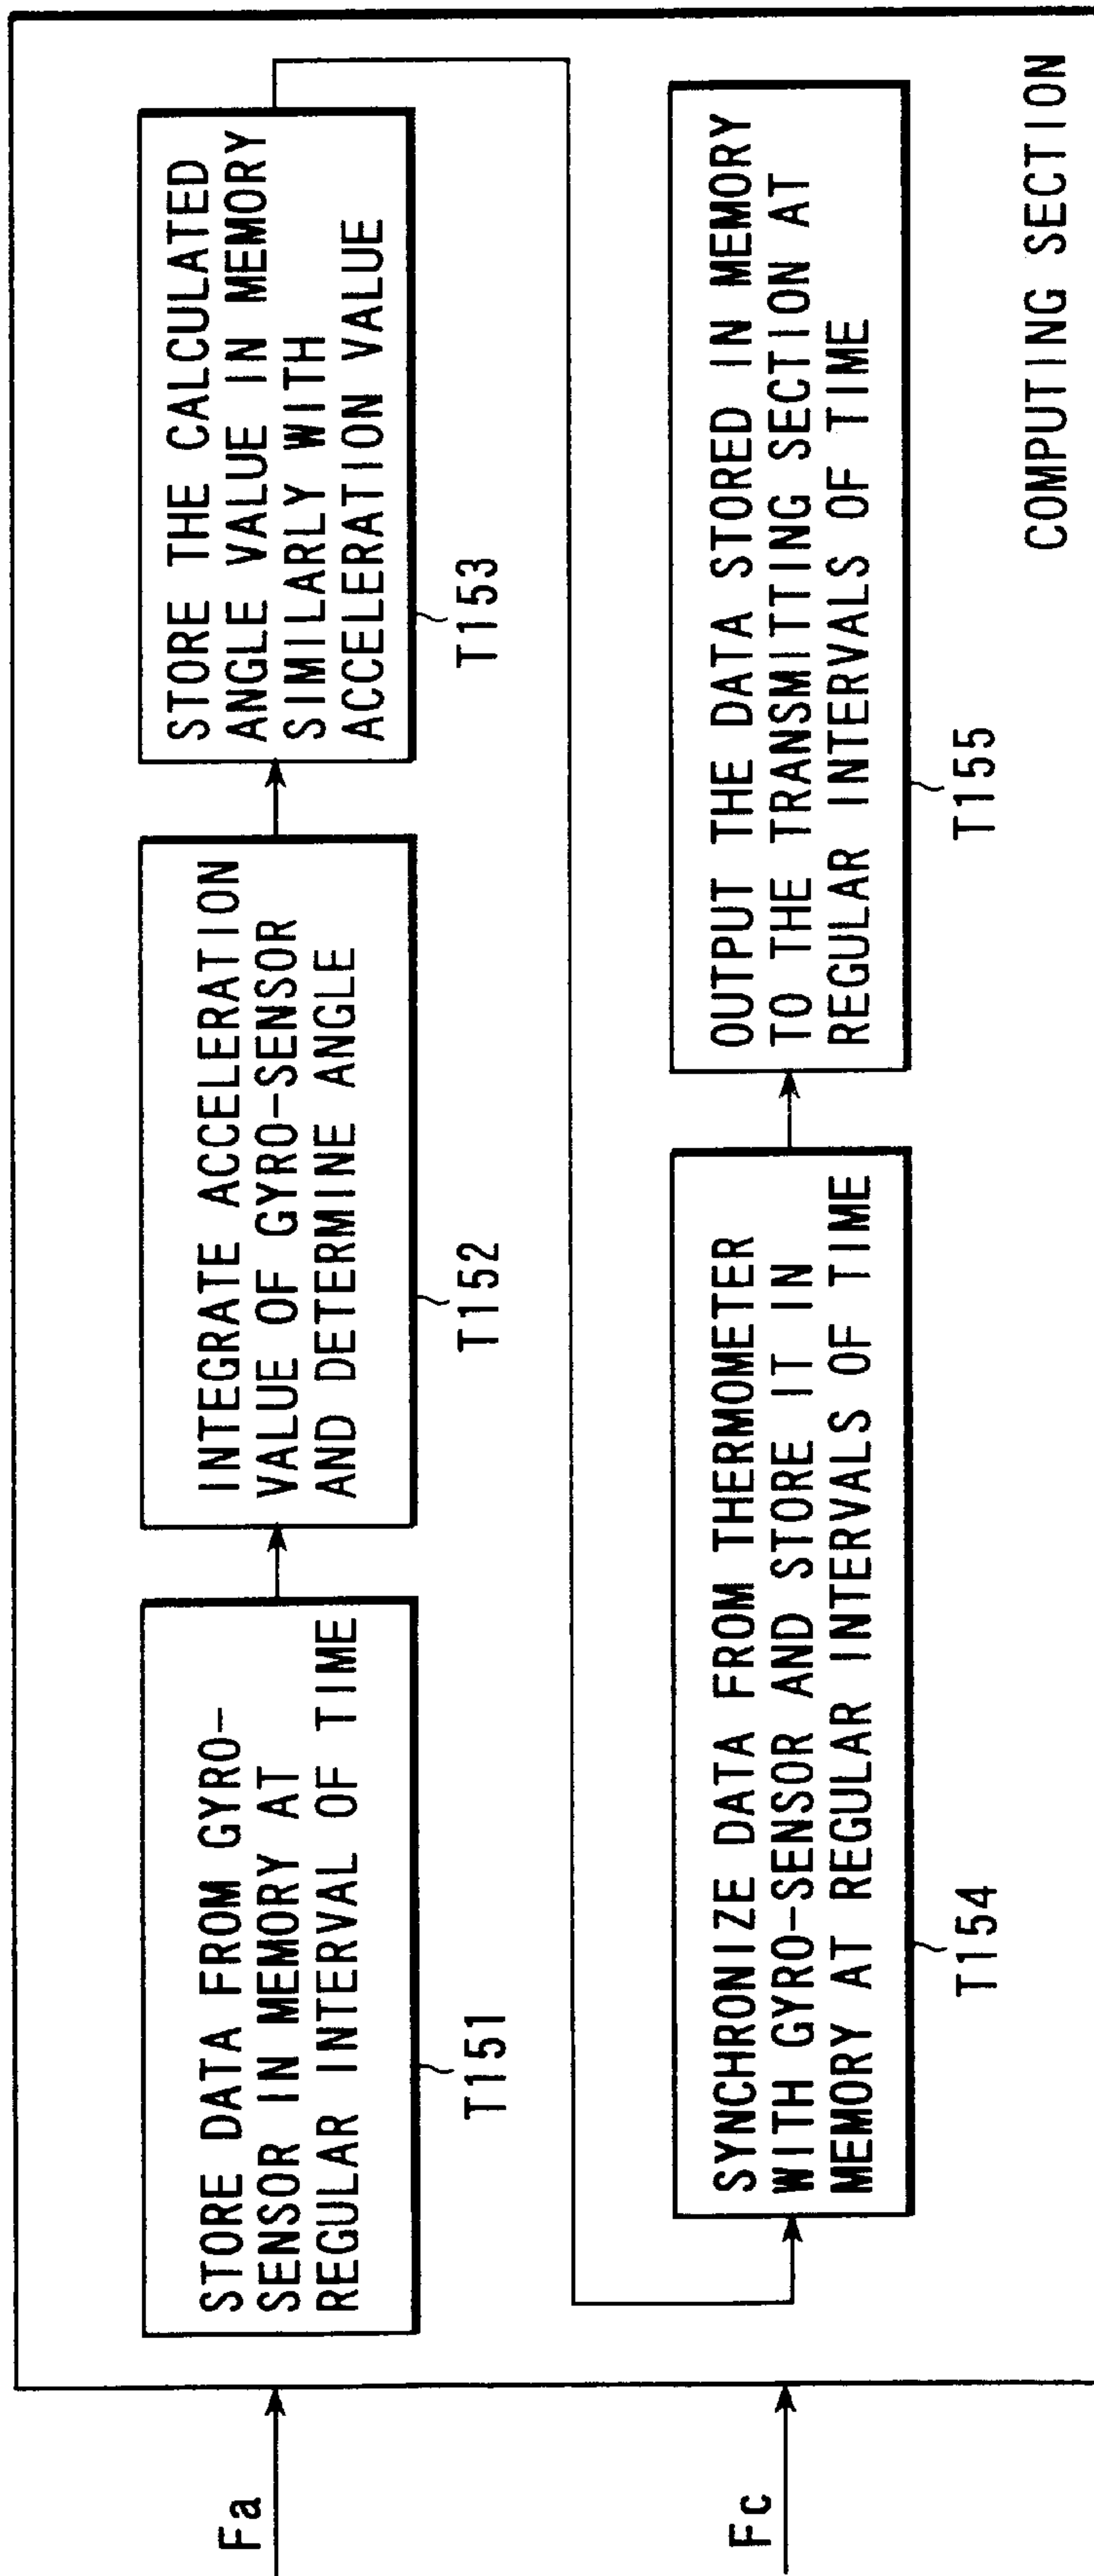 Fa
STORE DATA FROM GYRO-
SENSOR IN MEMORY AT
REGULAR INTERVAL OF TIME
T151
INTEGRATE ACCELERATION
VALUE OF GYRO-SENSOR
AND DETERMINE ANGLE
T152
STORE THE CALCULATED
ANGLE VALUE IN MEMORY
SIMILARLY WITH
ACCELERATION VALUE
T153
Fc
SYNCHRONIZE DATA FROM THERMOMETER
WITH GYRO-SENSOR AND STORE IT IN
MEMORY AT REGULAR INTERVALS OF TIME
T154
OUTPUT THE DATA STORED IN MEMORY
TO THE TRANSMITTING SECTION AT
REGULAR INTERVALS OF TIME
T155
COMPUTING SECTION